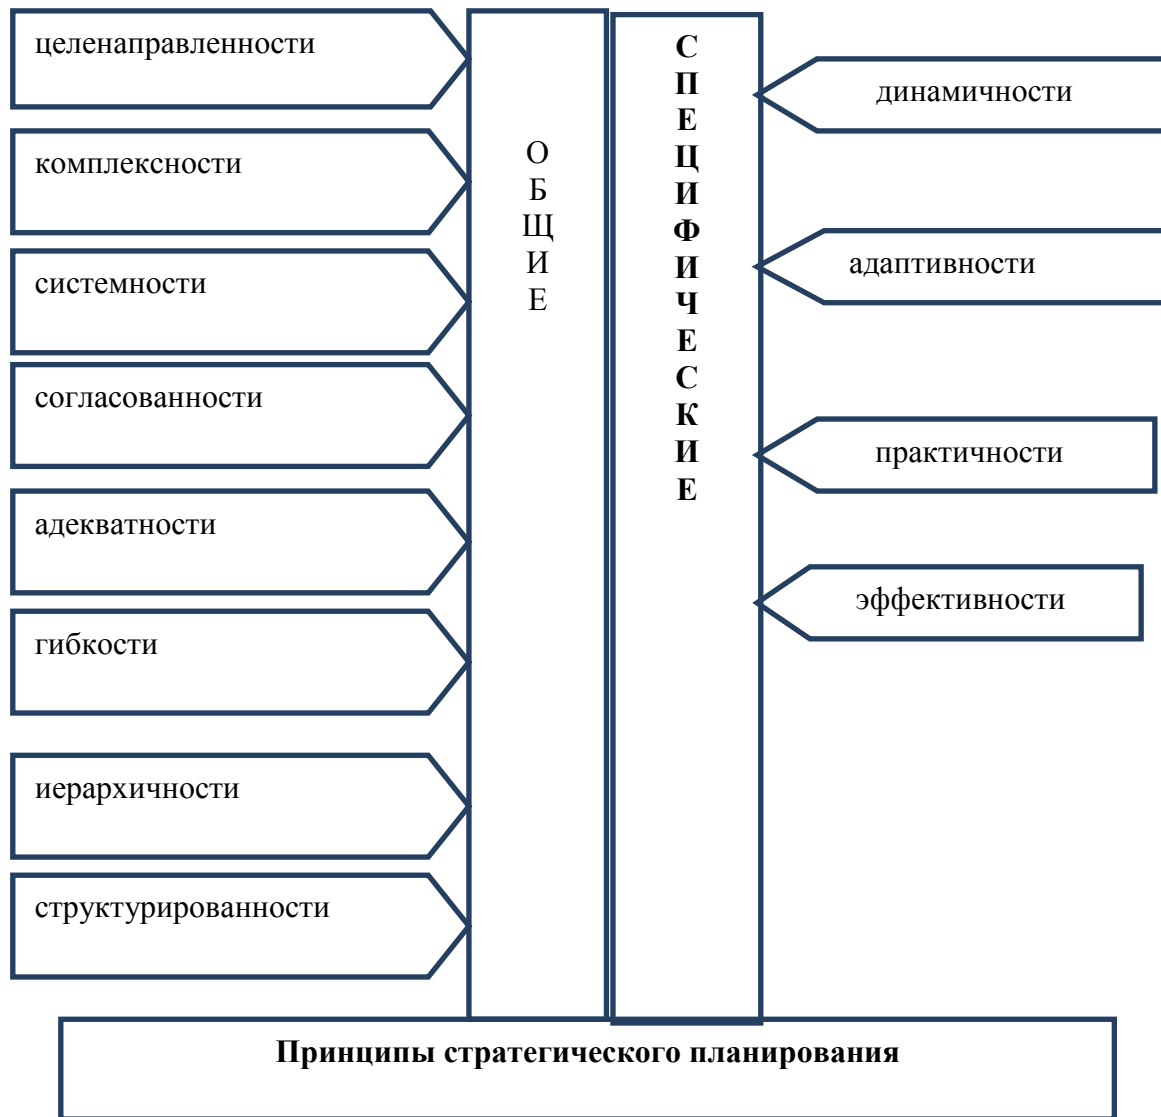 целенаправленности
комплексности
системности
согласованности
адекватности
гибкости
иерархичности
структурированности
О
Б
Щ
И
Е
С
П
Е
Ц
И
Ф
И
Ч
Е
С
К
И
Е
динамичности
адаптивности
практичности
эффективности
Принципы стратегического планирования